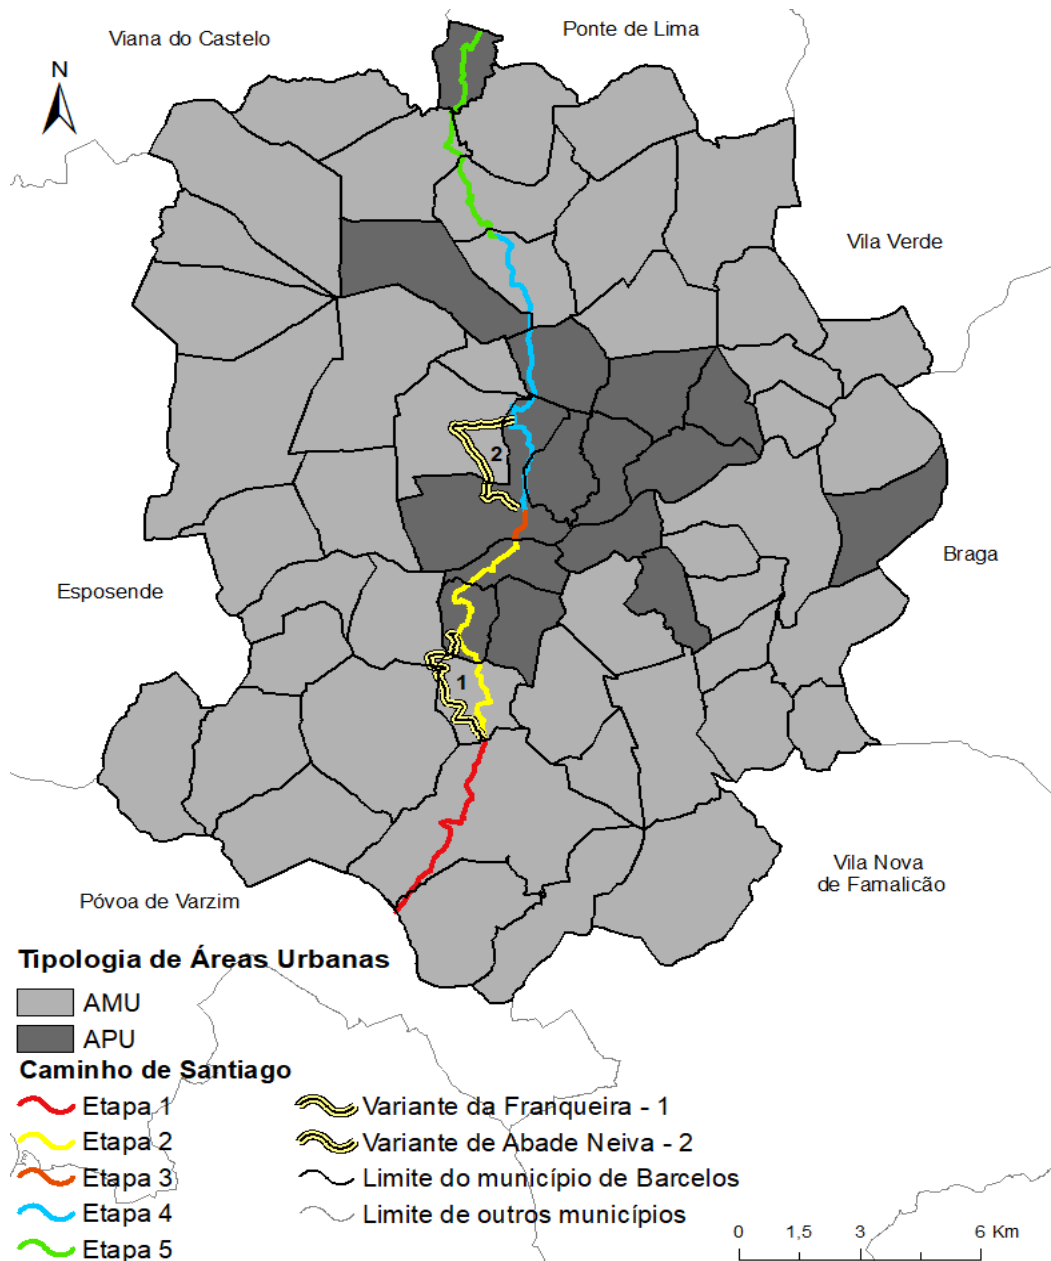 Viana do Castelo
Ponte de Lima
N
Vila Verde
2
Braga
Esposende
1
Vila Nova
de Famalicão
Póvoa de Varzim
Tipologia de Áreas Urbanas
AMU
APU
Caminho de Santiago
Etapa 1
Etapa 2
Etapa 3
Etapa 4
Etapa 5
Variante da Franqueira - 1
Variante de Abade Neiva - 2
Limite do município de Barcelos
Limite de outros municípios
0 1,5 3 6 Km